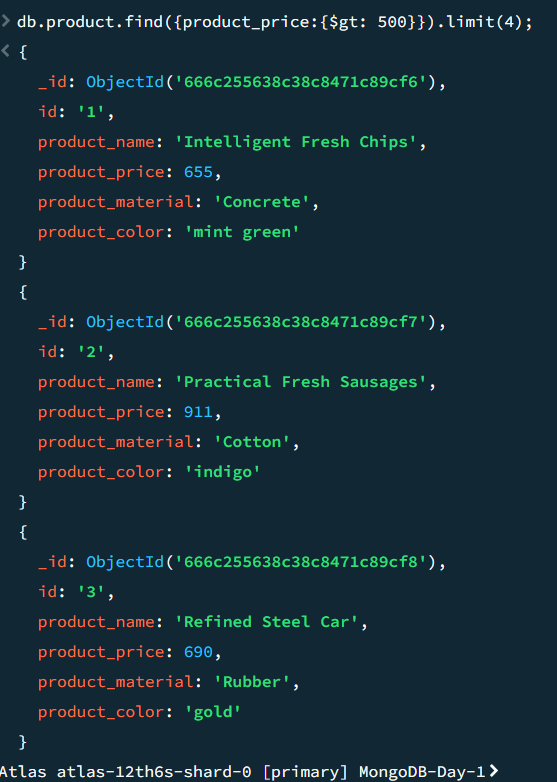 > db.product.find({product_price:{$gt: 500}}).limit(4);
< {
_id: ObjectId('666c255638c38c8471c89cf6'),
id: '1',
product_name: 'Intelligent Fresh Chips',
product_price: 655,
product_material: 'Concrete',
product_color: 'mint green'
}
{
_id: ObjectId('666c255638c38c8471c89cf7'),
id: '2',
product_name: 'Practical Fresh Sausages',
product_price: 911,
product_material: 'Cotton',
product_color: 'indigo'
}
{
_id: ObjectId('666c255638c38c8471c89cf8'),
id: '3',
product_name: 'Refined Steel Car',
product_price: 690,
product_material: 'Rubber',
product_color: 'gold'
}
Atlas atlas-12th6s-shard-0 [primary] MongoDB-Day-1>